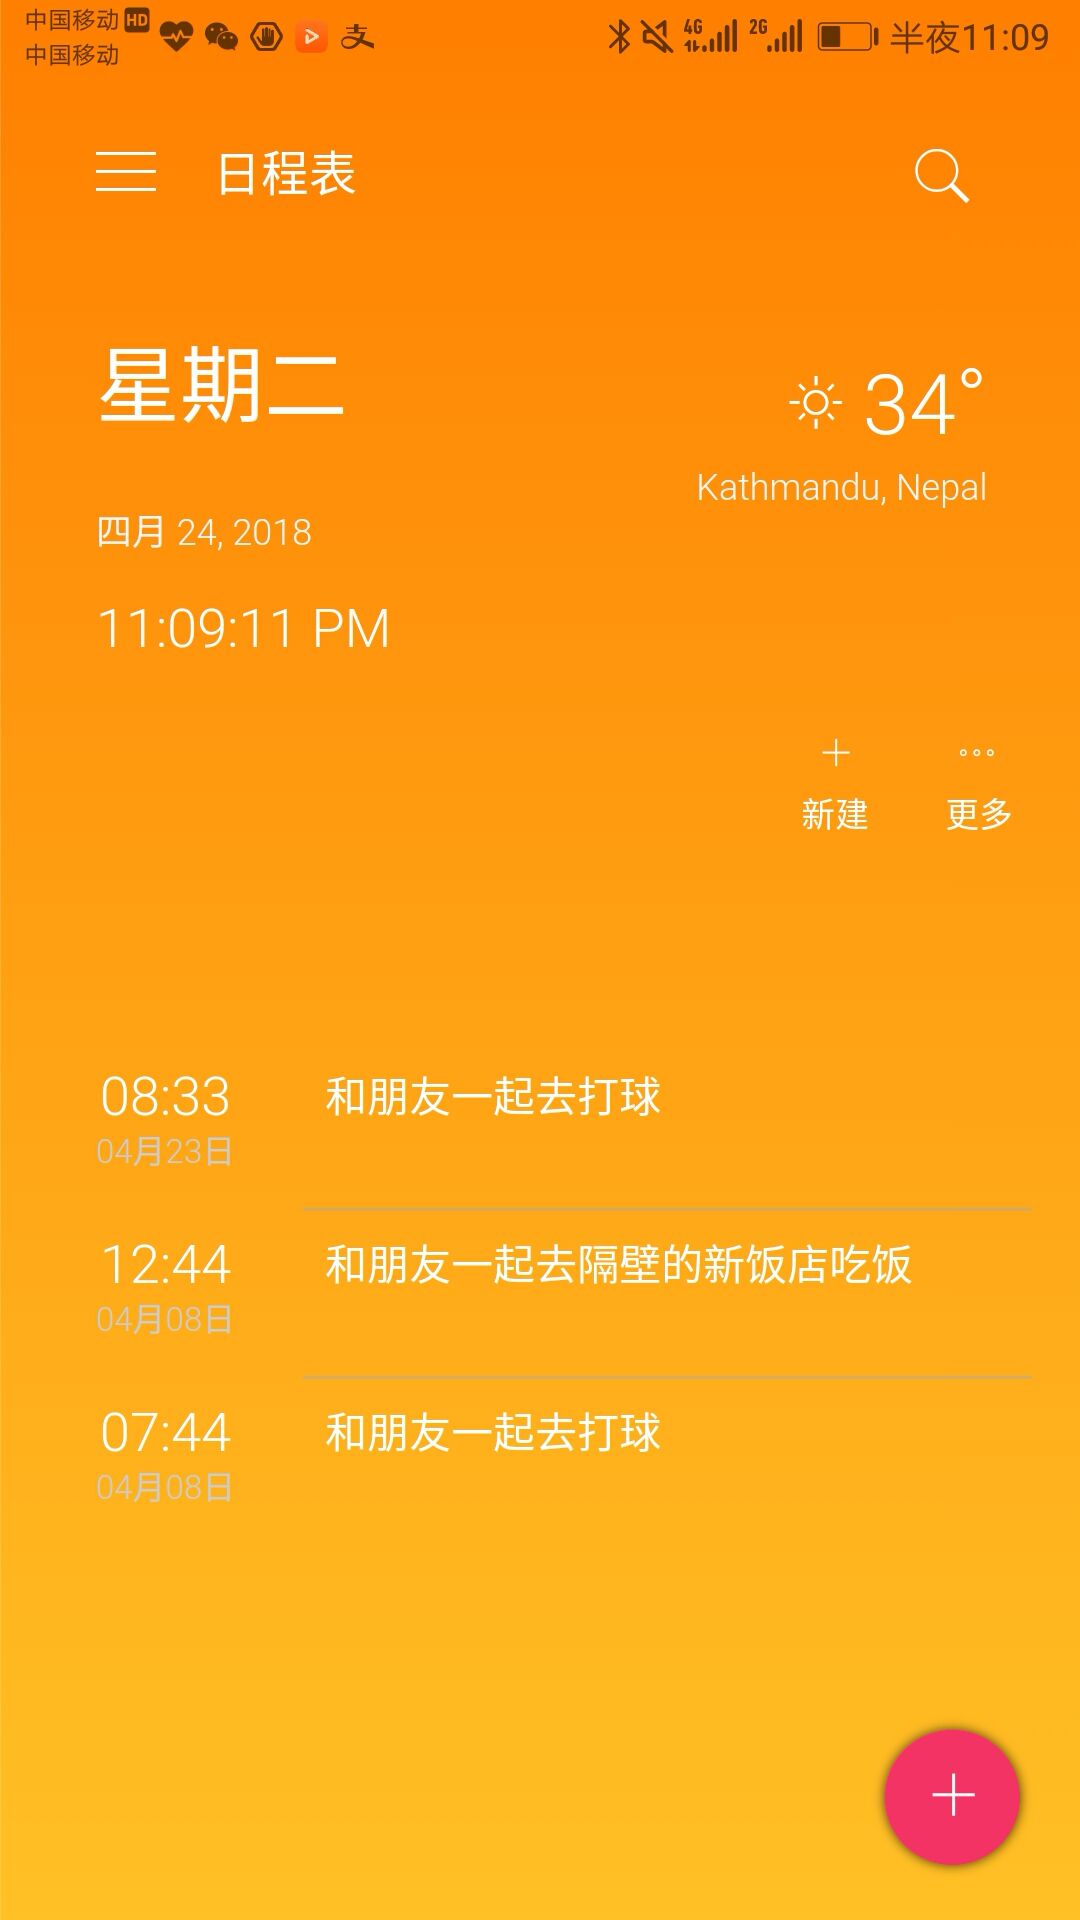 中国移动 HD
中国移动
4G 2G 半夜11:09
日程表
星期二
34°
Kathmandu, Nepal
四月 24, 2018
11:09:11 PM
新建 更多
08:33 和朋友一起去打球
04月23日
12:44 和朋友一起去隔壁的新饭店吃饭
04月08日
07:44 和朋友一起去打球
04月08日